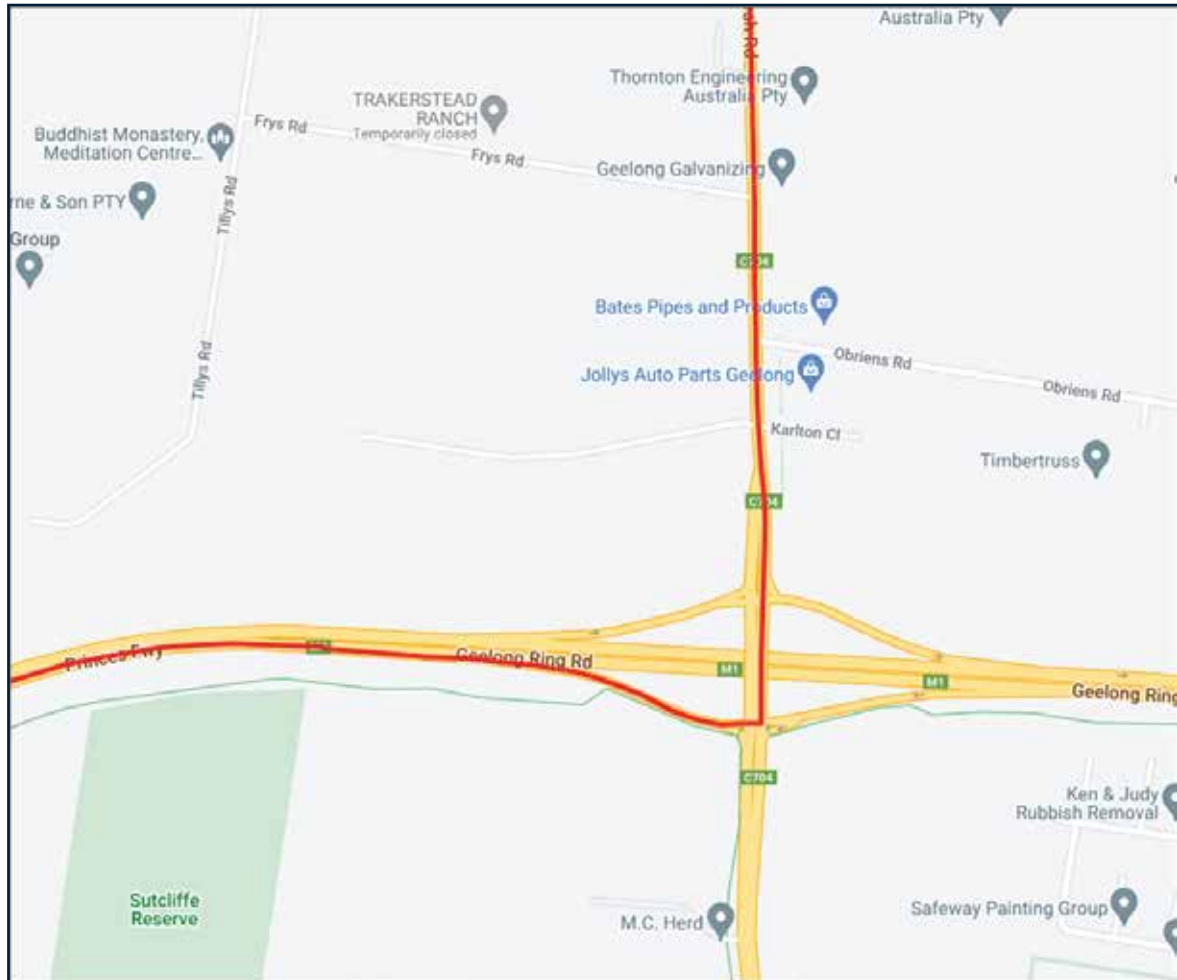 Australia Pty
Thornton Engineering
Australia Pty
TRAKERSTEAD
RANCH
Temporarily closed
Frys Rd
Buddhist Monastery,
Meditation Centre...
Frys Rd
Geelong Galvanizing
rne & Son PTY
Tillys Rd
Group
C704
Bates Pipes and Products
Obriens Rd
Tillys Rd
Jollys Auto Parts Geelong
Obriens Rd
Karlton Cl
Timbertruss
C704
Princes Fwy
Geelong Ring Rd
M1
M1
Geelong Ring
C704
Ken & Judy
Rubbish Removal
Sutcliffe
Reserve
M.C. Herd
Safeway Painting Group